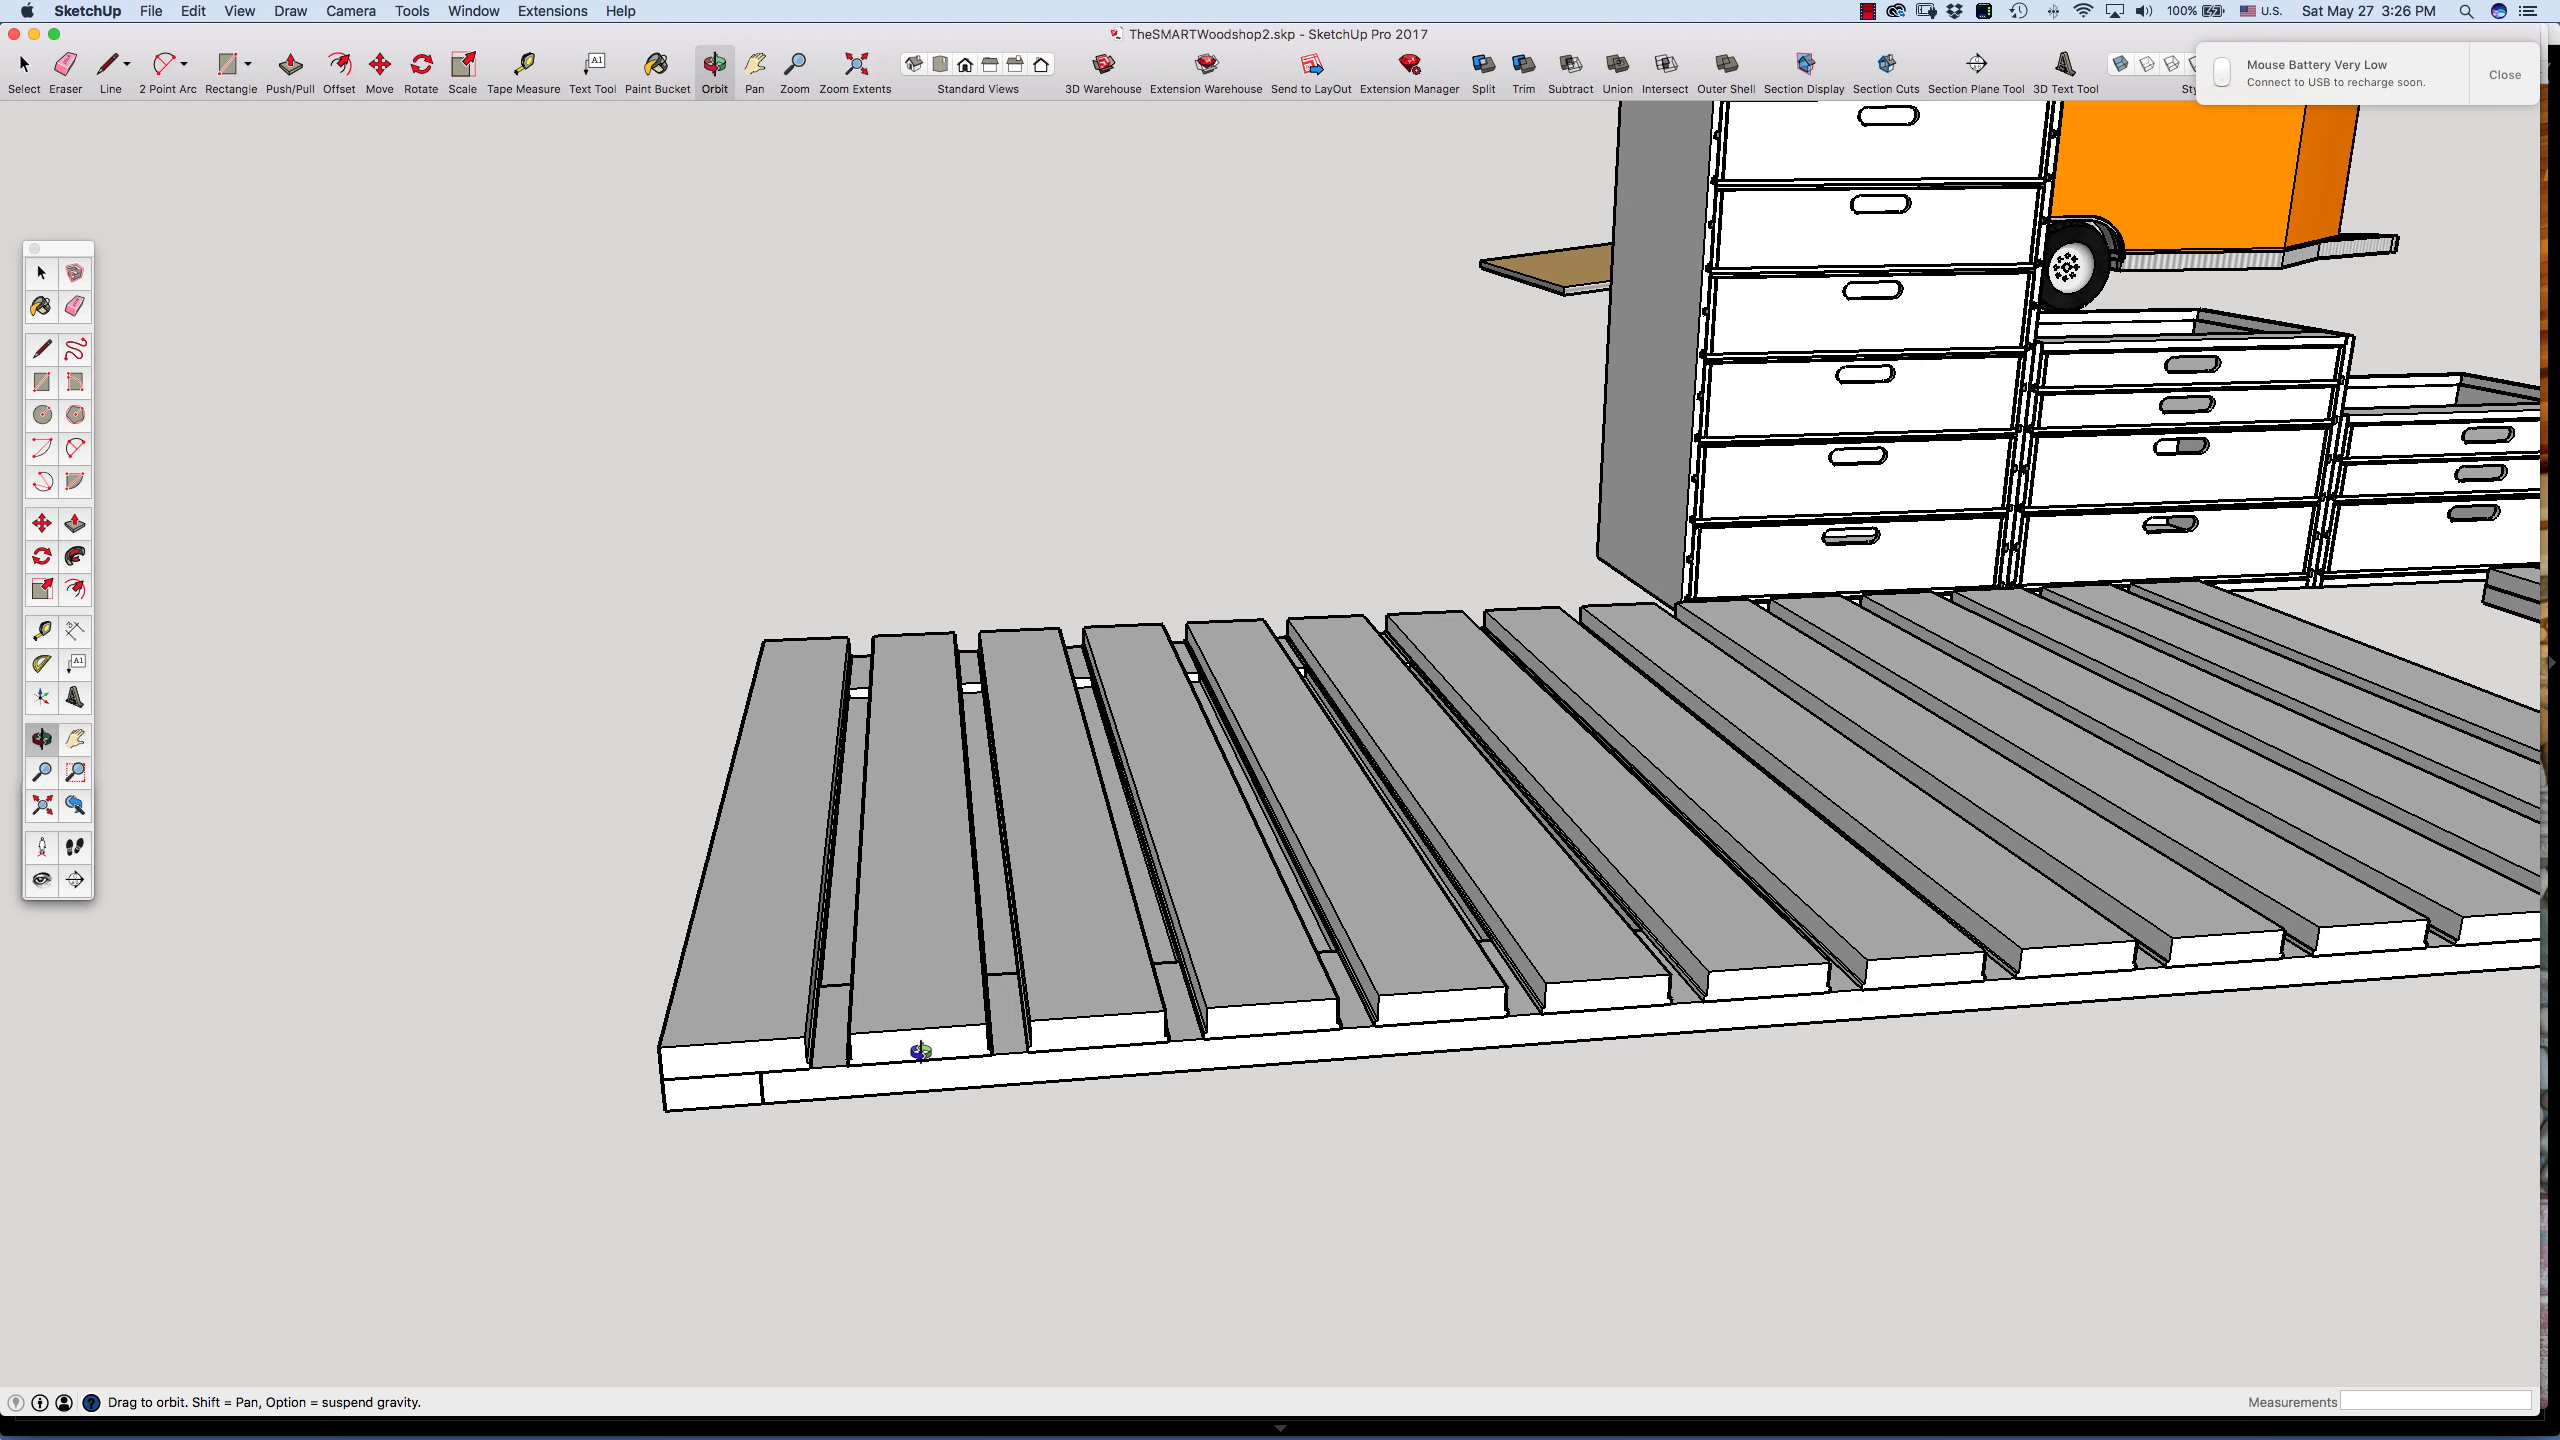 SketchUp File Edit View Draw Camera Tools Window Extensions Help 100% U.S. Sat May 27 3:26 PM
TheSMARTWoodshop2.skp - SketchUp Pro 2017
Select Eraser Line 2 Point Arc Rectangle Push/Pull Offset Move Rotate Scale Tape Measure Text Tool Paint Bucket Orbit Pan Zoom Zoom Extents Standard Views 3D Warehouse Extension Warehouse Send to LayOut Extension Manager Split Trim Subtract Union Intersect Outer Shell Section Display Section Cuts Section Plane Tool 3D Text Tool
Mouse Battery Very Low
Connect to USB to recharge soon.
Close
A1
A1
Drag to orbit. Shift = Pan, Option = suspend gravity.
Measurements